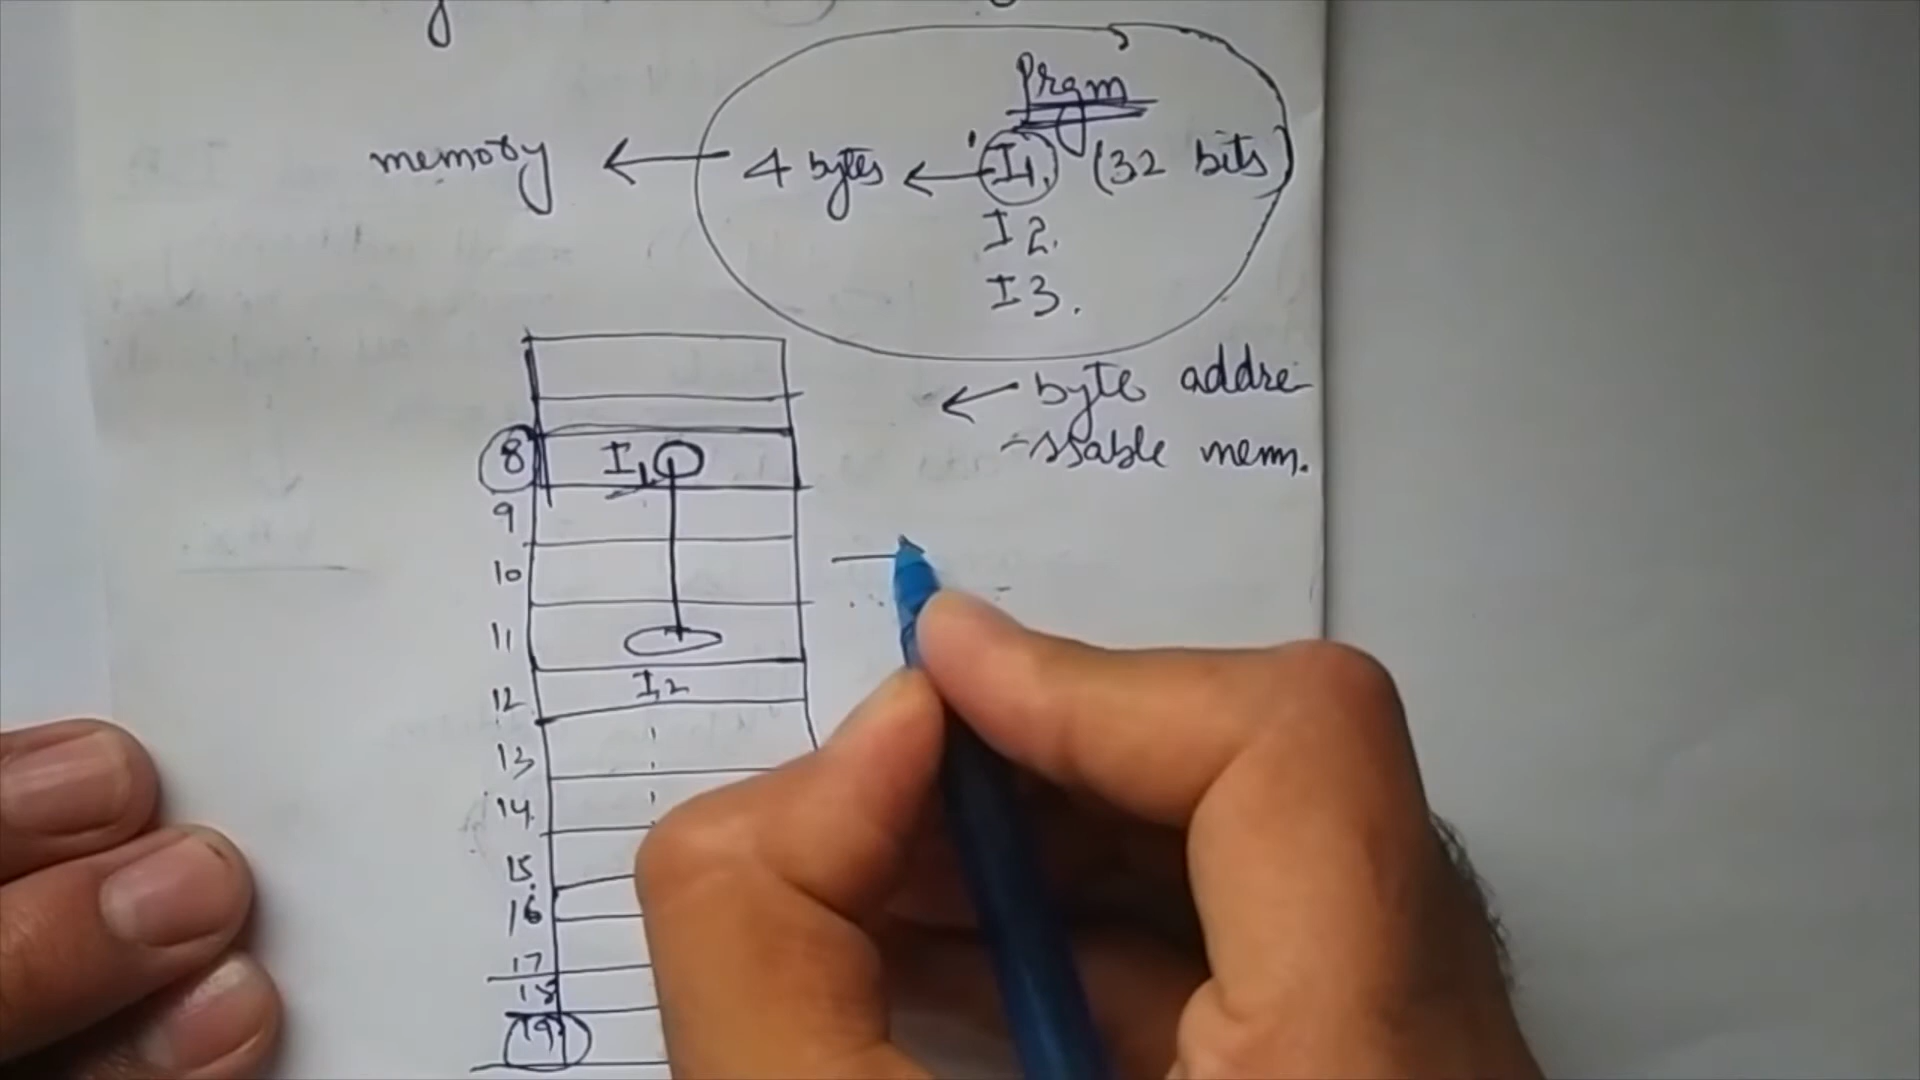 Prgm
memory ← 4 bytes ← I1. (32 bits)
I2.
I3.
← byte addre-
-ssable mem.
8 I1
9
10
11
12 I2
13
14
15
16
17
18
19